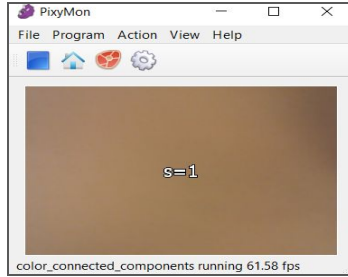 PixyMon
File Program Action View Help
s=1
color_connected_components running 61.58 fps